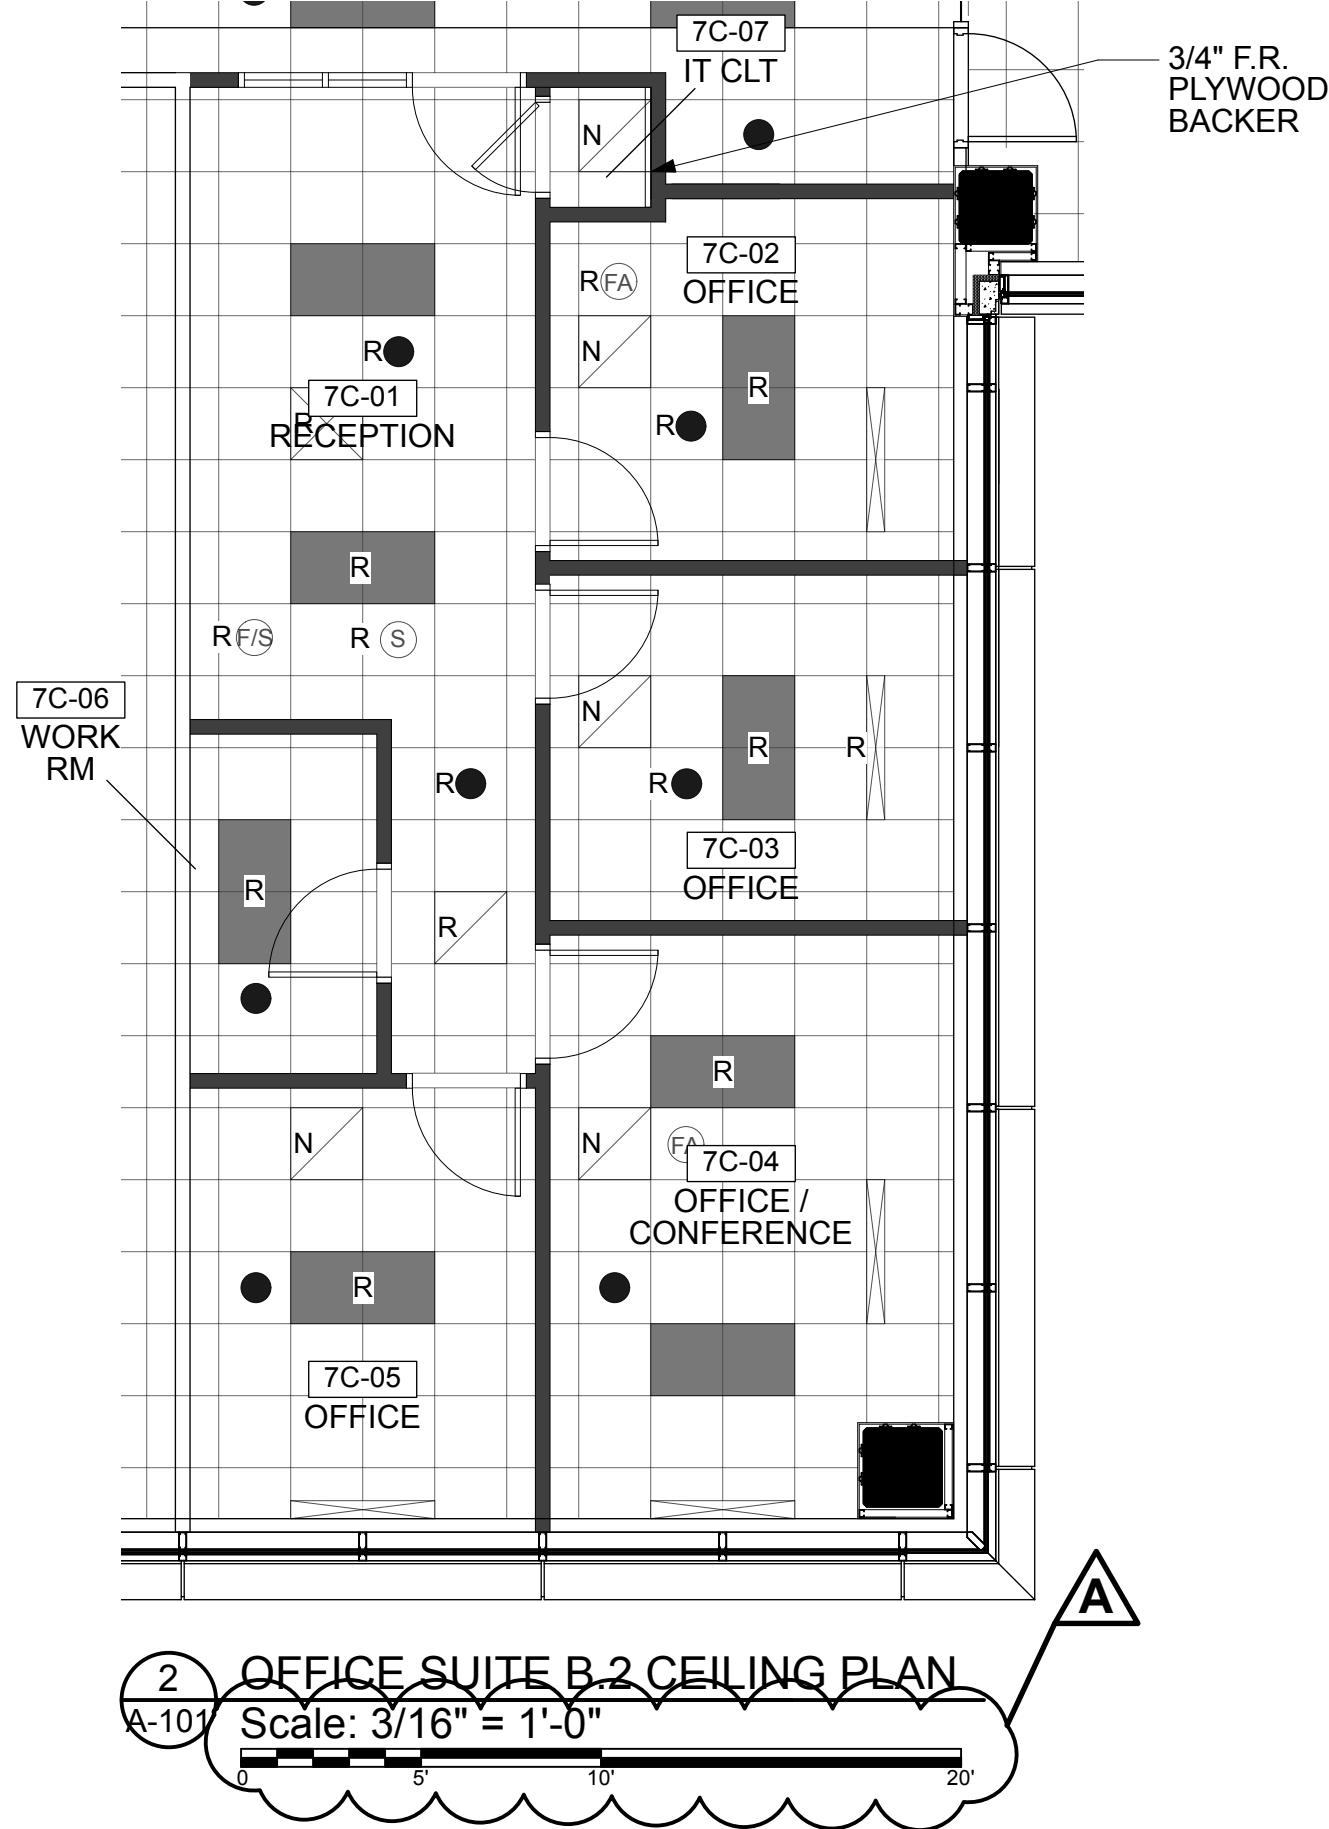 7C-07
IT CLT
3/4" F.R.
PLYWOOD
BACKER
N
7C-02
OFFICE
R FA
N
R
R
R
7C-01
R
RECEPTION
R
R F/S
R S
7C-06
WORK
RM
N
R
R
R
R
7C-03
OFFICE
R
R
R
N
N
FA
7C-04
OFFICE /
CONFERENCE
R
7C-05
OFFICE
A
2
A-101
OFFICE SUITE B.2 CEILING PLAN
Scale: 3/16" = 1'-0"
0 5' 10' 20'